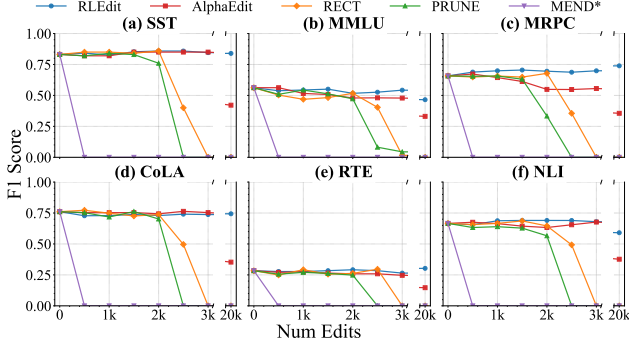 RLEdit AlphaEdit RECT PRUNE MEND*
(a) SST (b) MMLU (c) MRPC
1.00
0.75
0.50
0.25
0.00
F1 Score
(d) CoLA (e) RTE (f) NLI
1.00
0.75
0.50
0.25
0.00
0 1k 2k 3k 20k 0 1k 2k 3k 20k 0 1k 2k 3k 20k
Num Edits